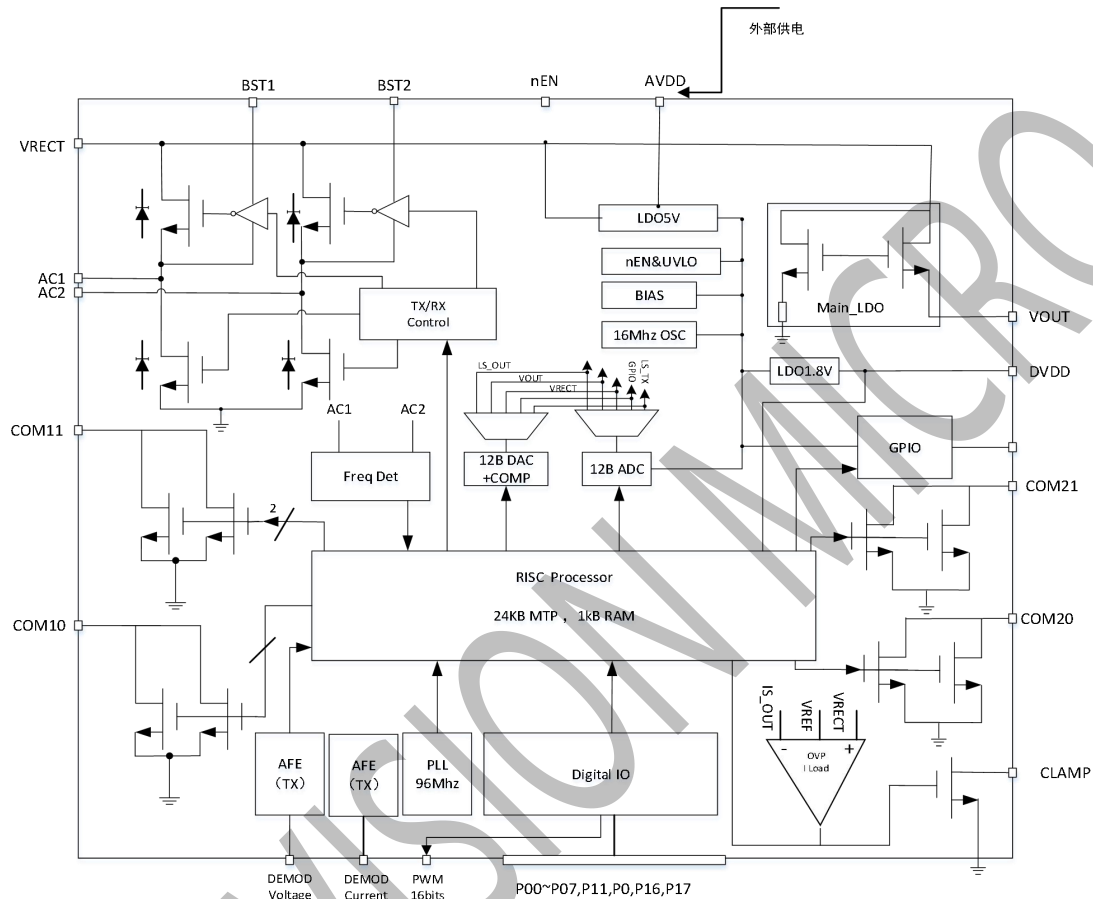 外部供电
BST1
BST2
nEN
AVDD
VRECT
LDO5V
nEN&UVLO
BIAS
16Mhz OSC
Main_LDO
VOUT
AC1
AC2
TX/RX
Control
LS_OUT
VOUT
VRECT
GPIO
LS_TX
LDO1.8V
DVDD
AC1
AC2
COM11
Freq Det
12B DAC
+COMP
12B ADC
GPIO
COM21
2
RISC Processor
24KB MTP ，1kB RAM
COM10
COM20
IS_OUT
VREF
VRECT
-
+
OVP
I Load
AFE
（TX）
AFE
（TX）
PLL
96Mhz
Digital IO
CLAMP
DEMOD
Voltage
DEMOD
Current
PWM
16bits
P00~P07,P11,P0,P16,P17
VISION MICRO